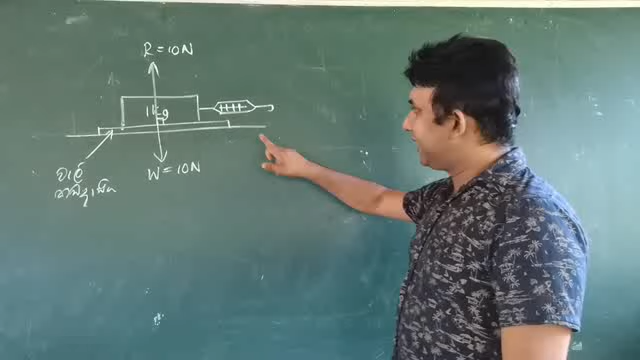 R = 10N
1kg
W = 10N
වැලි